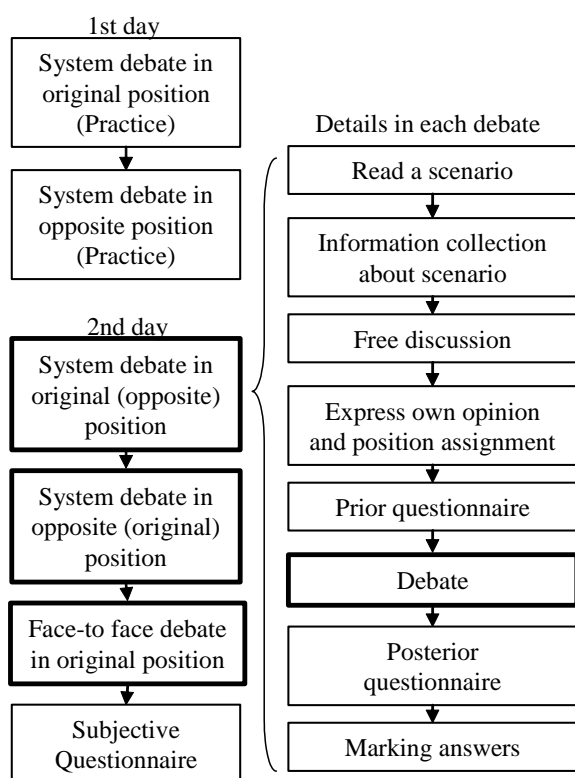 1st day
System debate in
original position
(Practice)
System debate in
opposite position
(Practice)
2nd day
System debate in
original (opposite)
position
System debate in
opposite (original)
position
Face-to face debate
in original position
Subjective
Questionnaire
Details in each debate
Read a scenario
Information collection
about scenario
Free discussion
Express own opinion
and position assignment
Prior questionnaire
Debate
Posterior
questionnaire
Marking answers